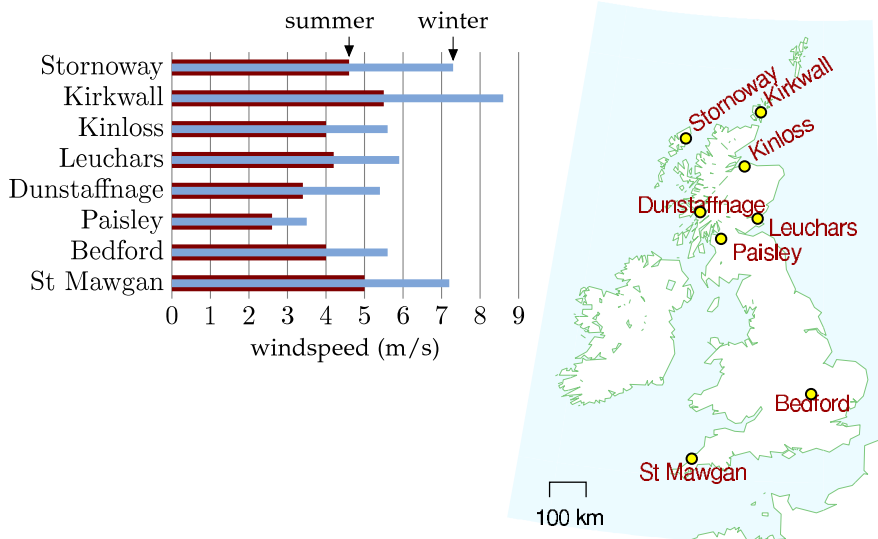 summer winter
Stornoway
Kirkwall
Kinloss
Leuchars
Dunstaffnage
Paisley
Bedford
St Mawgan
0 1 2 3 4 5 6 7 8 9
windspeed (m/s)
Stornoway
Kirkwall
Kinloss
Dunstaffnage
Leuchars
Paisley
Bedford
St Mawgan
100 km